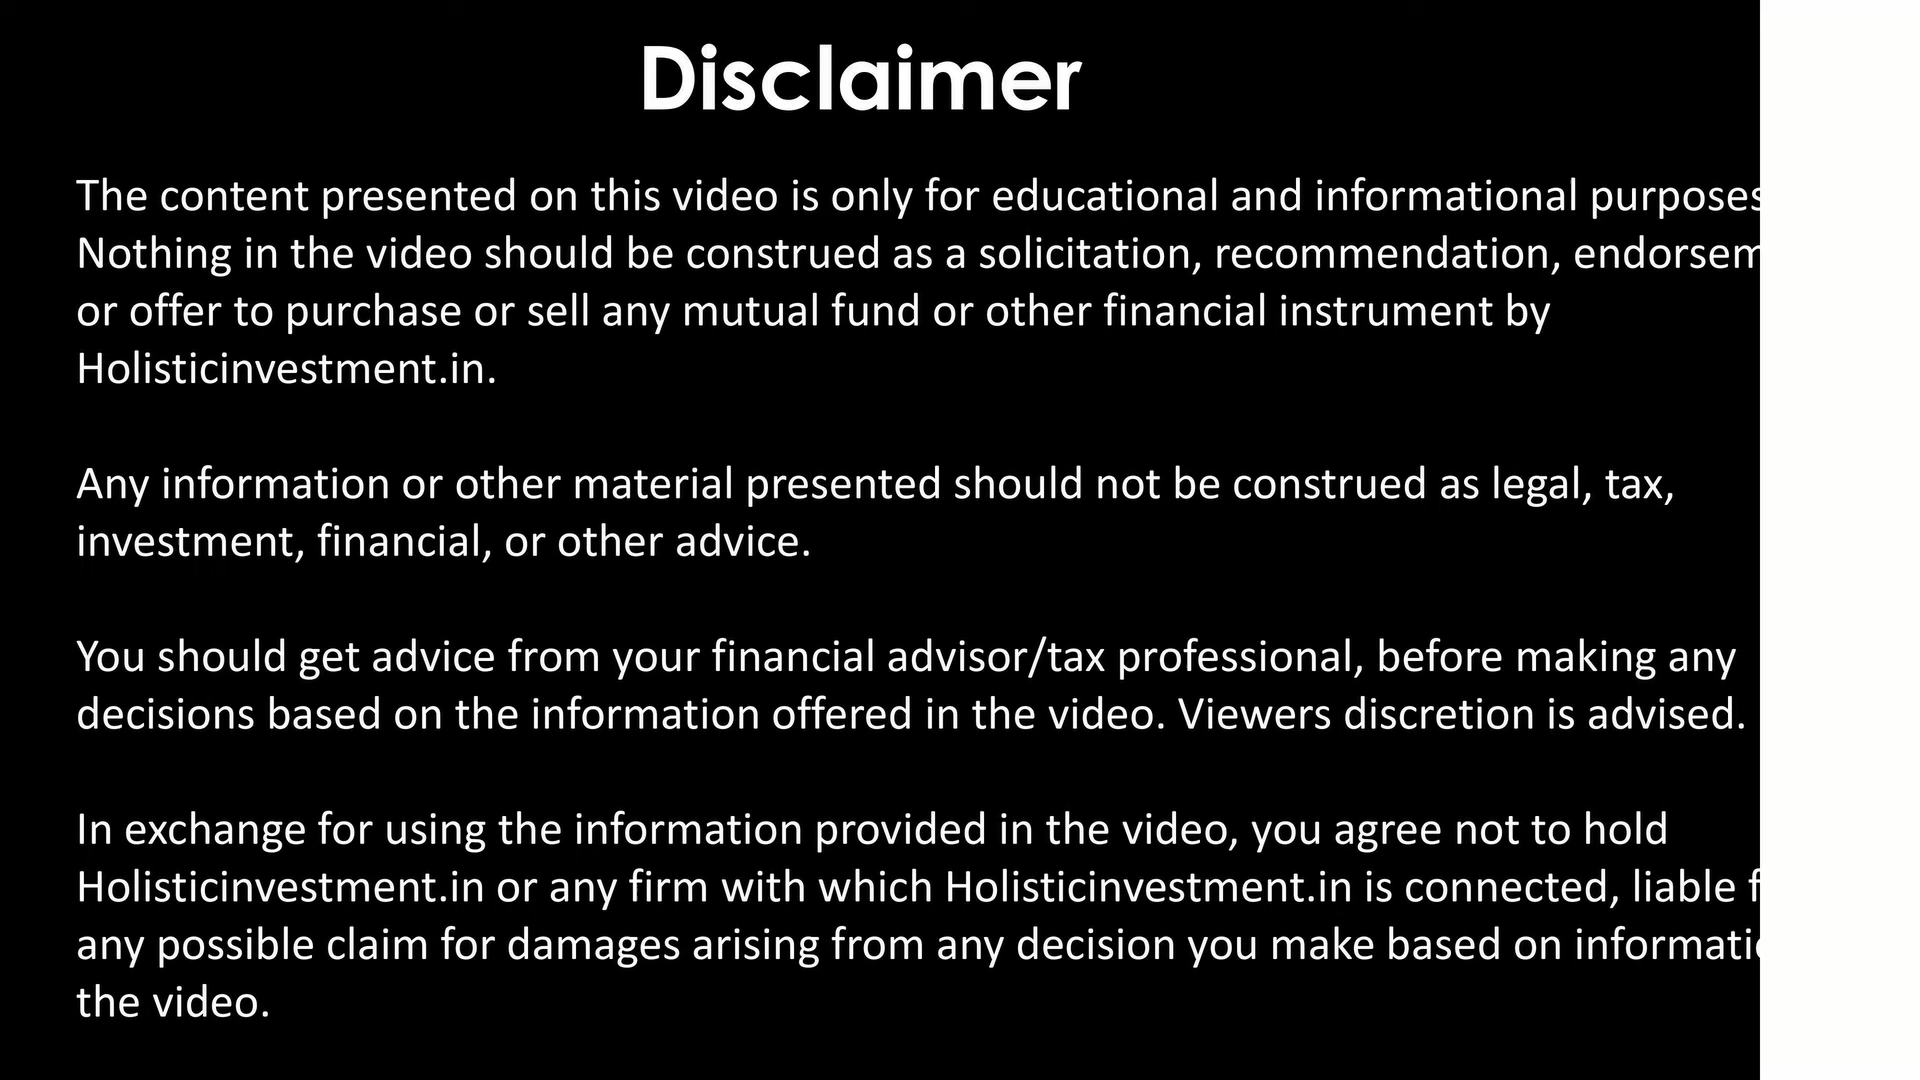 Disclaimer
The content presented on this video is only for educational and informational purposes
Nothing in the video should be construed as a solicitation, recommendation,
or offer to purchase or sell any mutual fund or other financial instrument by
Holisticinvestment.in.
Any information or other material presented should not be construed as legal, tax,
investment, financial, or other advice.
You should get advice from your financial advisor/tax professional, before making any
decisions based on the information offered in the video. Viewers discretion is advised.
In exchange for using the information provided in the video, you agree not to hold
Holisticinvestment.in or any firm with which Holisticinvestment.in is connected, liable
any possible claim for damages arising from any decision you make based on
the video.